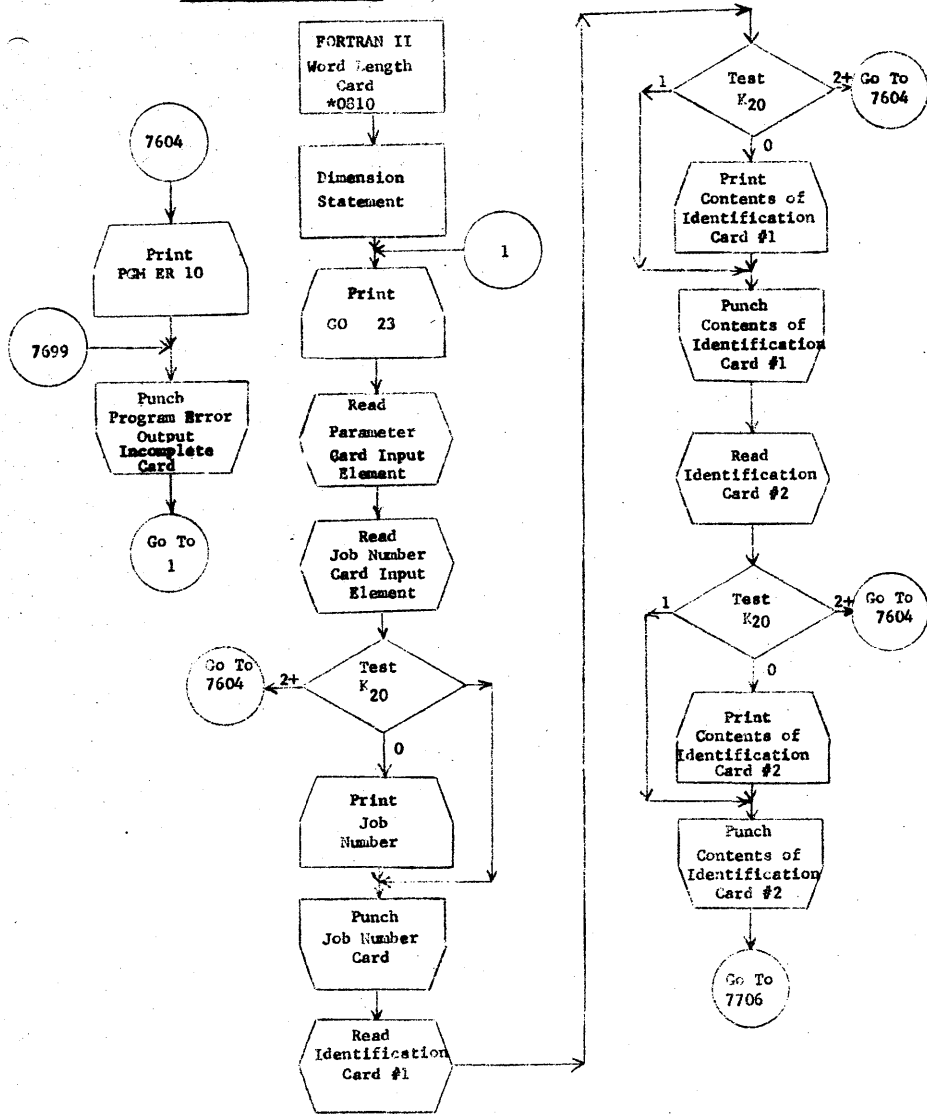 7604
Print
PGM ER 10
7699
Punch
Program Error
Output
Incomplete
Card
Go To
1
FORTRAN II
Word Length
Card
*0810
Dimension
Statement
1
Print
GO 23
Read
Parameter
Card Input
Element
Read
Job Number
Card Input
Element
Test
K20
Go To
7604
2+
0
Print
Job
Number
Punch
Job Number
Card
Read
Identification
Card #1
Test
K20
1
2+
Go To
7604
0
Print
Contents of
Identification
Card #1
Punch
Contents of
Identification
Card #1
Read
Identification
Card #2
Test
K20
1
2+
Go To
7604
0
Print
Contents of
Identification
Card #2
Punch
Contents of
Identification
Card #2
Go To
7706